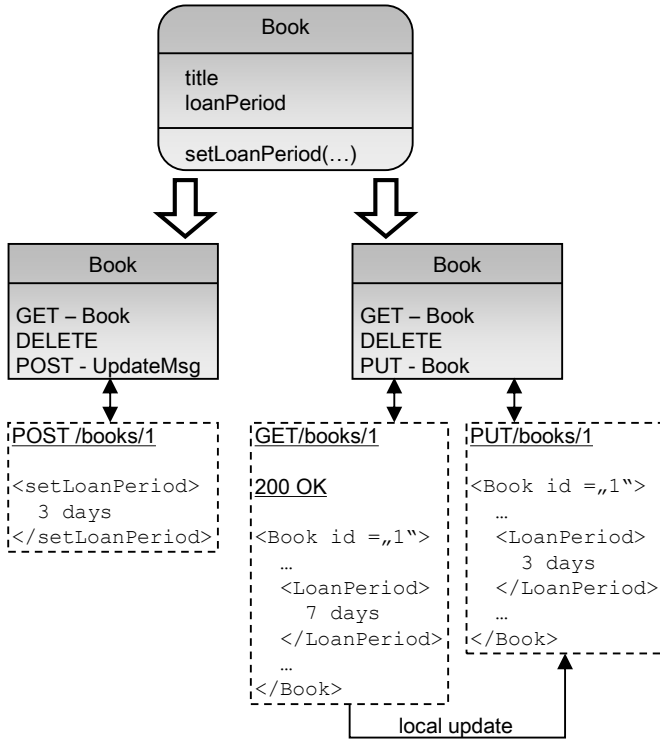 Book
title
loanPeriod
setLoanPeriod(…)
Book
GET – Book
DELETE
POST - UpdateMsg
POST /books/1
<setLoanPeriod>
3 days
</setLoanPeriod>
Book
GET – Book
DELETE
PUT - Book
GET/books/1
200 OK
<Book id =„1“>
…
<LoanPeriod>
7 days
</LoanPeriod>
…
</Book>
PUT/books/1
<Book id =„1“>
…
<LoanPeriod>
3 days
</LoanPeriod>
…
</Book>
local update